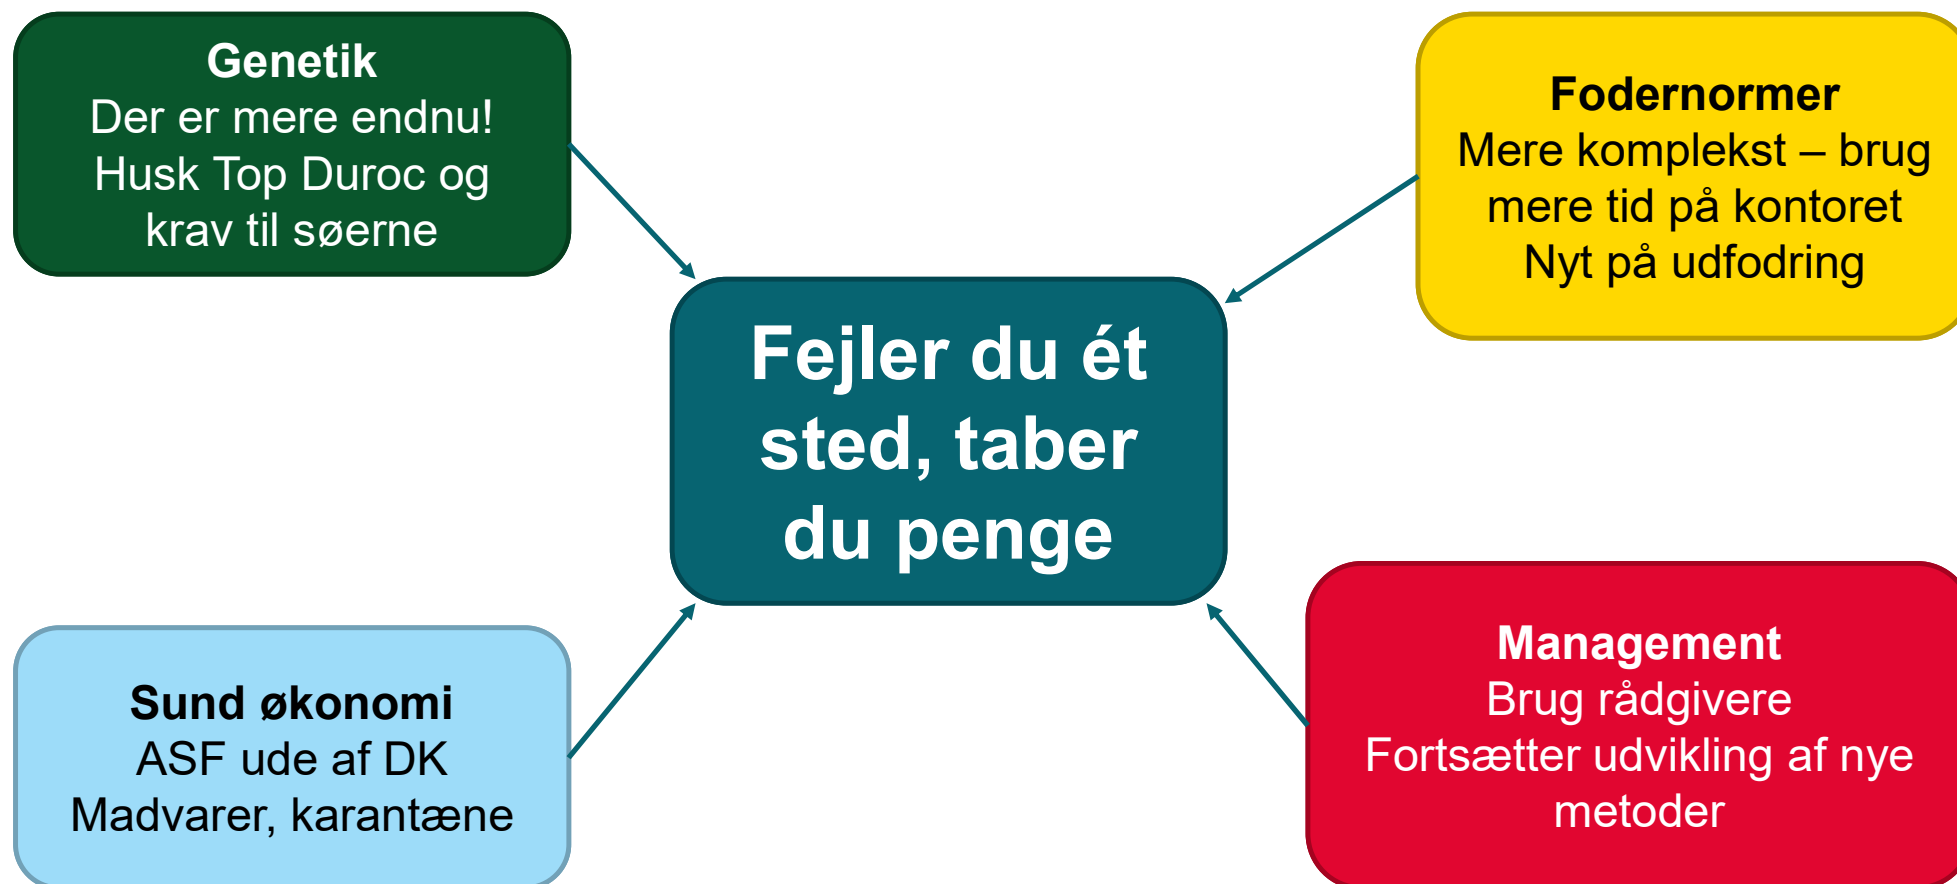 Genetik
Der er mere endnu!
Husk Top Duroc og
krav til søerne
Fodernormer
Mere komplekst – brug
mere tid på kontoret
Nyt på udfodring
Fejler du ét
sted, taber
du penge
Sund økonomi
ASF ude af DK
Madvarer, karantæne
Management
Brug rådgivere
Fortsætter udvikling af nye
metoder